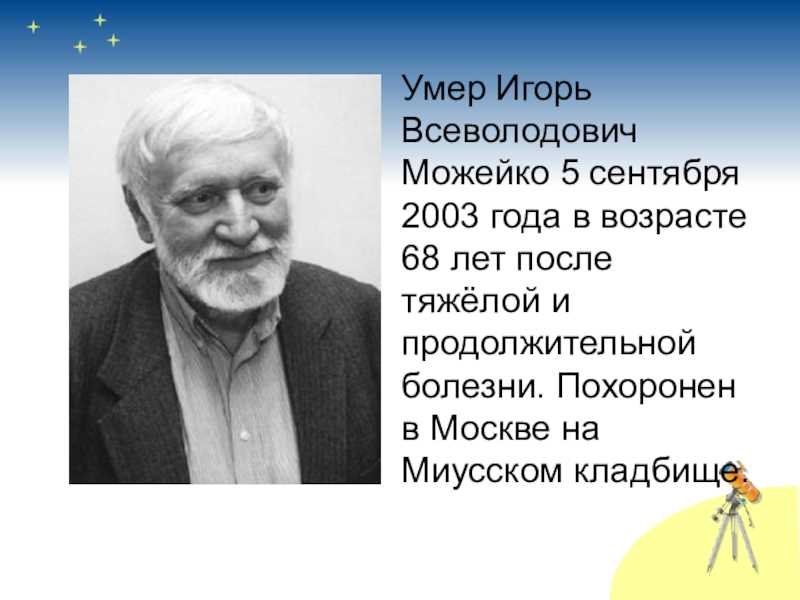 Умер Игорь
Всеволодович
Можейко 5 сентября
2003 года в возрасте
68 лет после
тяжёлой и
продолжительной
болезни. Похоронен
в Москве на
Миусском кладбище.